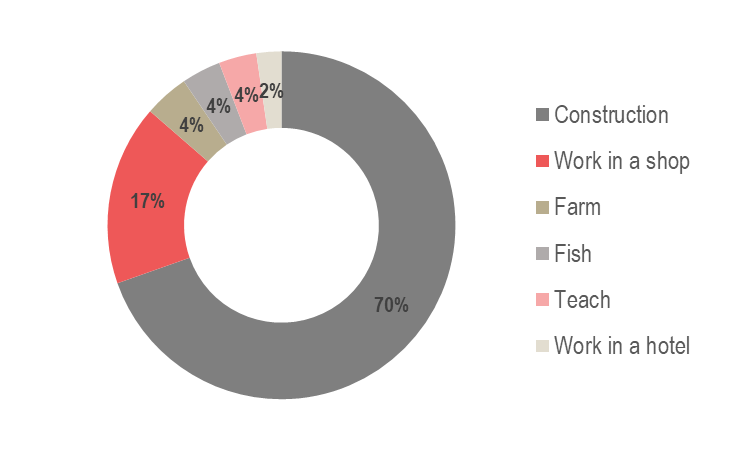 2%
4%
4%
4%
17%
70%
Construction
Work in a shop
Farm
Fish
Teach
Work in a hotel